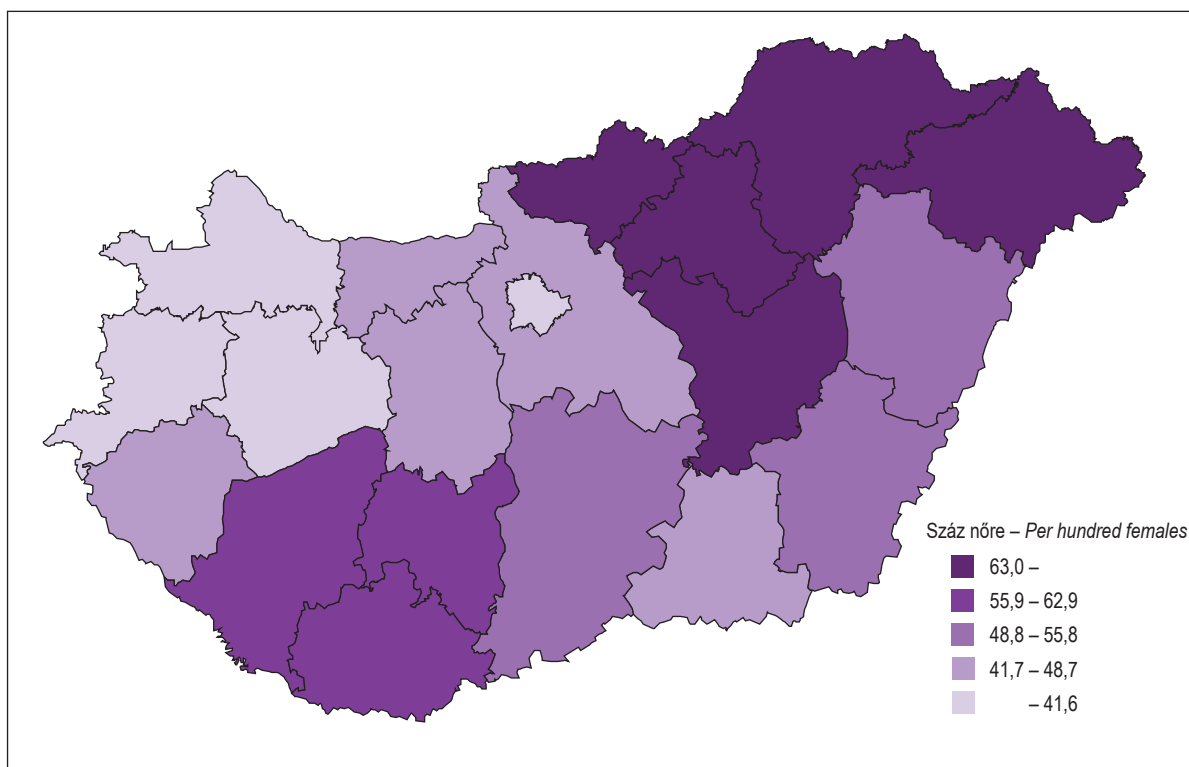 Száz nőre – Per hundred females
63,0 –
55,9 – 62,9
48,8 – 55,8
41,7 – 48,7
– 41,6